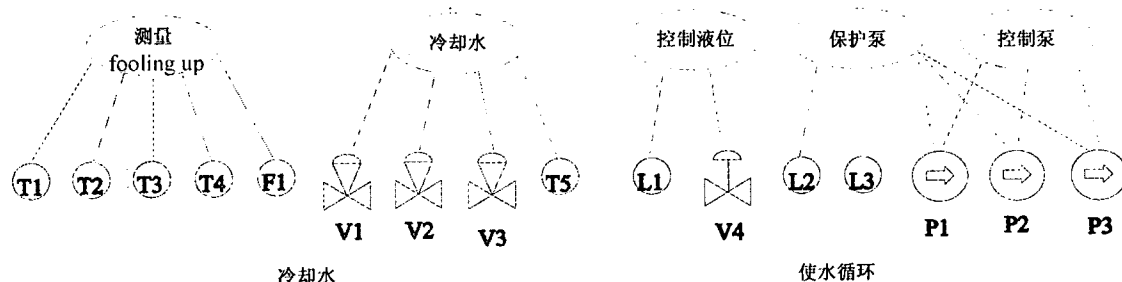 测量
fooling up
冷却水
控制液位
保护泵
控制泵
T1 T2 T3 T4 F1 T5 L1 L2 L3
V1 V2 V3 V4 P1 P2 P3
冷却水
使水循环